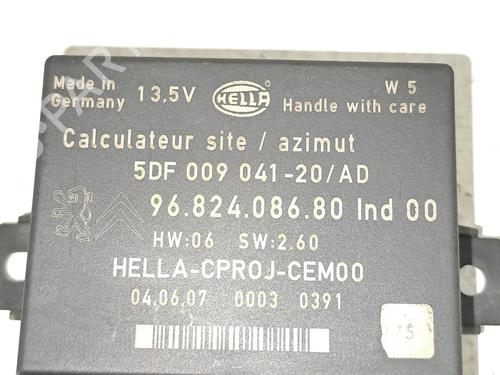 Made in
Germany 13,5V HELLA W 5
Handle with care
Calculateur site / azimut
5DF 009 041-20/AD
96.824.086.80 Ind 00
HW:06 SW:2.60
HELLA-CPROJ-CEM00
04.06.07 0003 0391